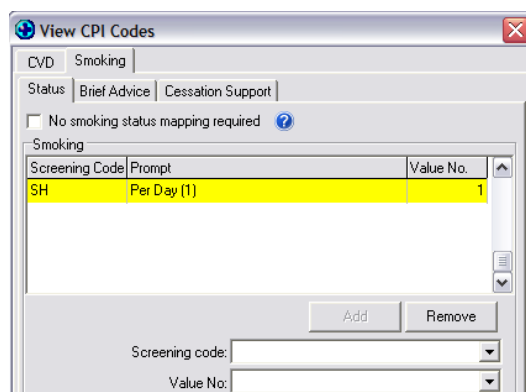 View CPI Codes
CVD Smoking
Status Brief Advice Cessation Support
No smoking status mapping required
Smoking
Screening Code Prompt Value No.
SH Per Day (1) 1
Add Remove
Screening code:
Value No: